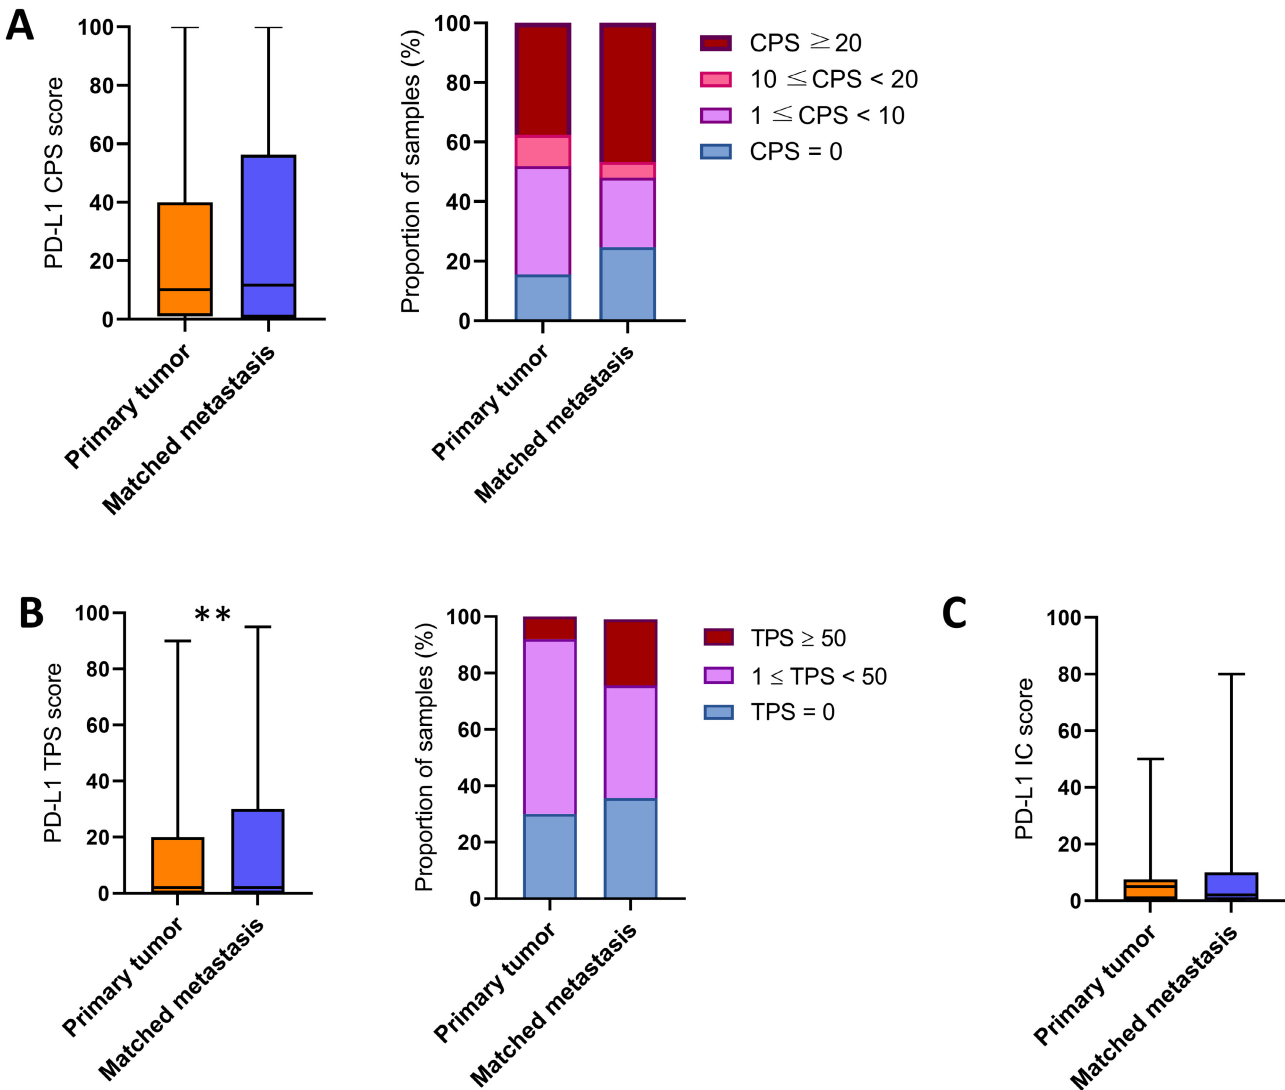 A
PD-L1 CPS score
100
80
60
40
20
0
Primary tumor
Matched metastasis
Proportion of samples (%)
100
80
60
40
20
0
Primary tumor
Matched metastasis
CPS ≥ 20
10 ≤ CPS < 20
1 ≤ CPS < 10
CPS = 0
B
PD-L1 TPS score
100
80
60
40
20
0
**
Primary tumor
Matched metastasis
Proportion of samples (%)
100
80
60
40
20
0
Primary tumor
Matched metastasis
TPS ≥ 50
1 ≤ TPS < 50
TPS = 0
C
PD-L1 IC score
100
80
60
40
20
0
Primary tumor
Matched metastasis